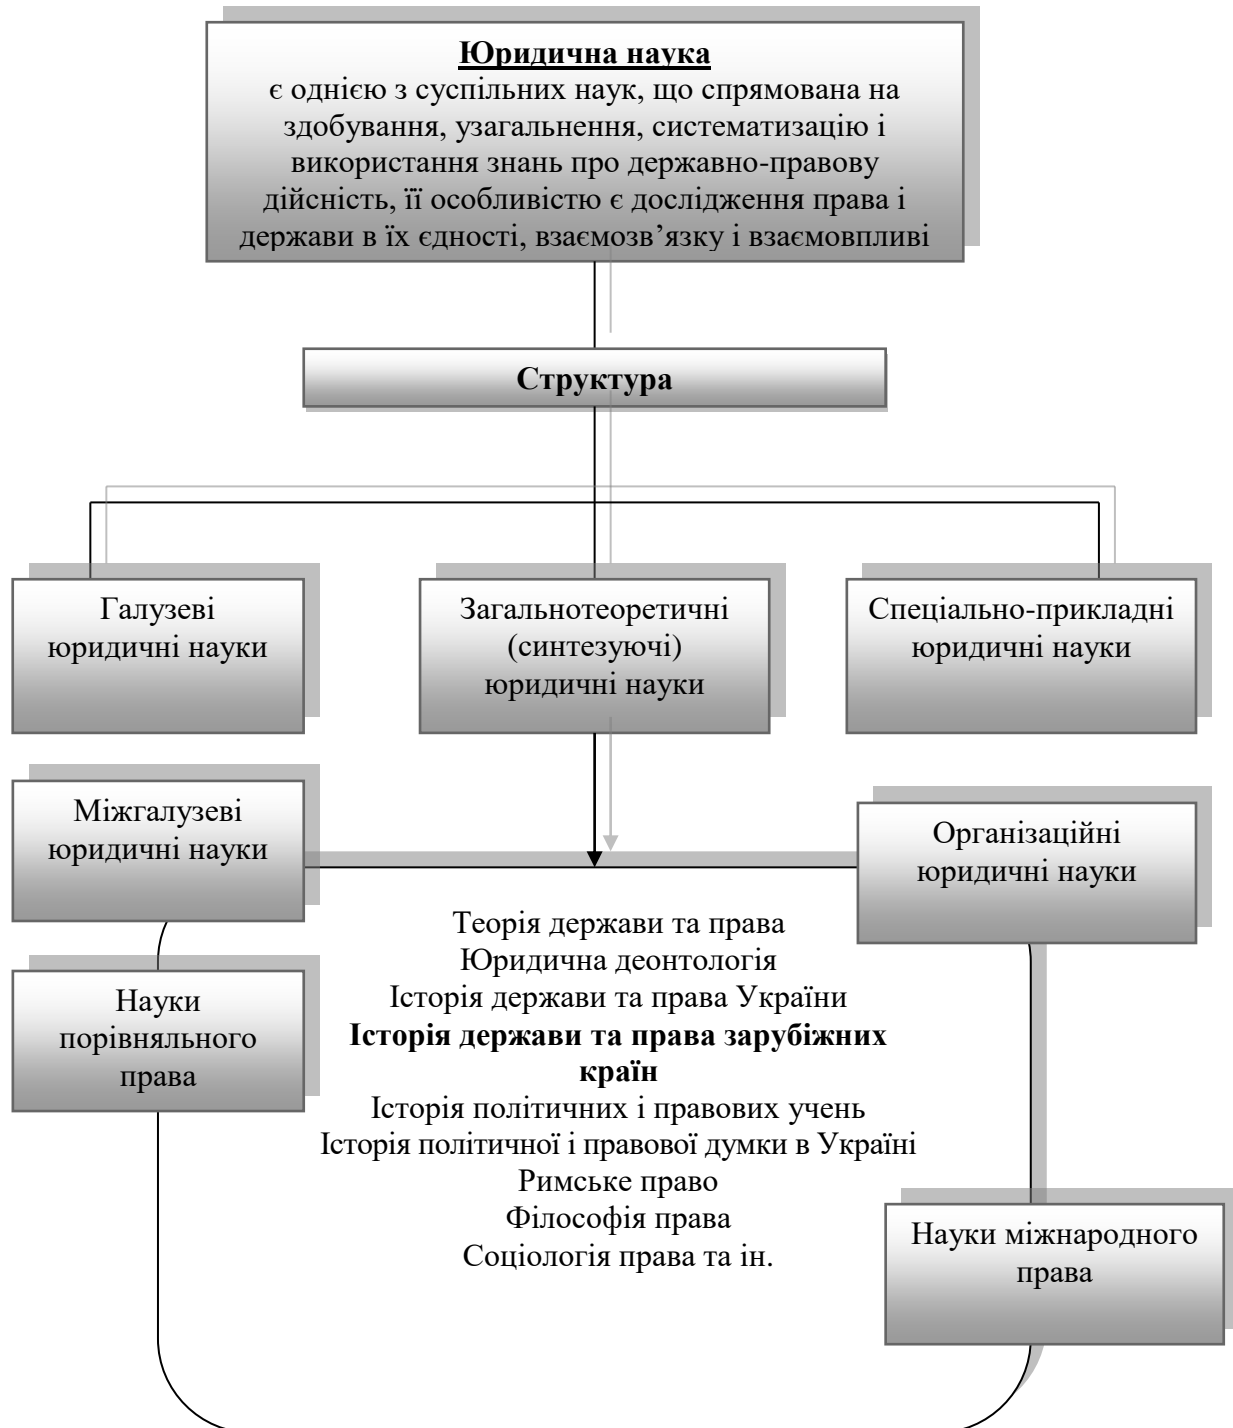 Юридична наука
є однією з суспільних наук, що спрямована на
здобування, узагальнення, систематизацію і
використання знань про державно-правову
дійсність, її особливістю є дослідження права і
держави в їх єдності, взаємозв’язку і взаємовпливі
Структура
Галузеві
юридичні науки
Загальнотеоретичні
(синтезуючі)
юридичні науки
Спеціально-прикладні
юридичні науки
Міжгалузеві
юридичні науки
Організаційні
юридичні науки
Науки
порівняльного
права
Теорія держави та права
Юридична деонтологія
Історія держави та права України
Історія держави та права зарубіжних
країн
Історія політичних і правових учень
Історія політичної і правової думки в Україні
Римське право
Філософія права
Соціологія права та ін.
Науки міжнародного
права